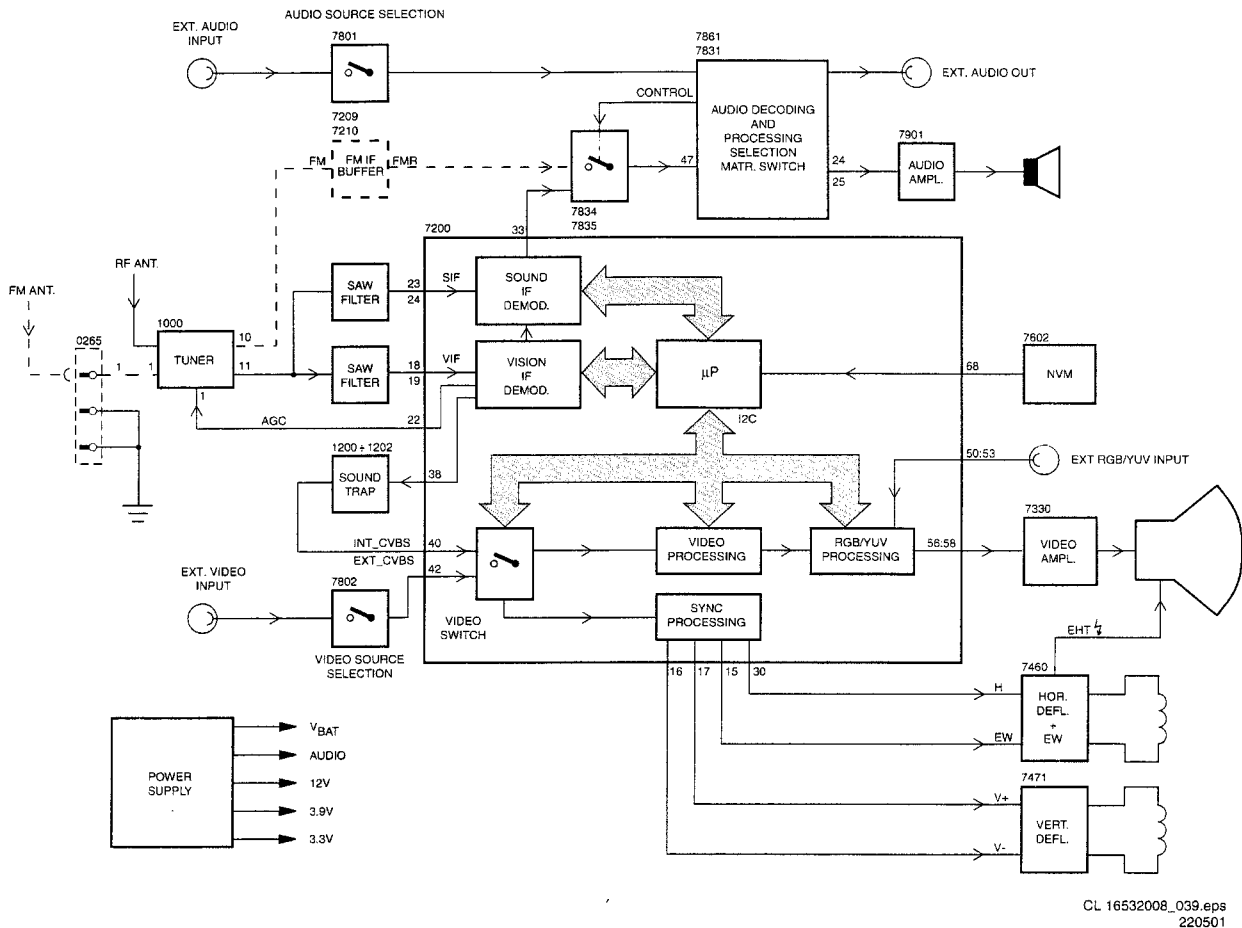 AUDIO SOURCE SELECTION
EXT. AUDIO
INPUT
7801
7861
7831
EXT. AUDIO OUT
CONTROL
AUDIO DECODING
AND
PROCESSING
SELECTION
MATR. SWITCH
7209
7210
FM
FM IF
BUFFER
FMR
47
24
25
7901
AUDIO
AMPL.
7834
7835
7200
33
RF ANT.
FM ANT.
SAW
FILTER
23
24
SIF
SOUND
IF
DEMOD.
1000
TUNER
10
11
0265
1
1
1
SAW
FILTER
18
19
VIF
VISION
IF
DEMOD.
µP
I2C
68
7602
NVM
AGC
22
1200÷1202
SOUND
TRAP
38
50:53
EXT RGB/YUV INPUT
INT_CVBS
40
EXT_CVBS
42
VIDEO
PROCESSING
RGB/YUV
PROCESSING
56:58
7330
VIDEO
AMPL.
EXT. VIDEO
INPUT
7802
VIDEO
SWITCH
SYNC
PROCESSING
VIDEO SOURCE
SELECTION
16
17
15
30
EHT
7460
H
HOR.
DEFL.
+
EW
EW
7471
V+
VERT.
DEFL.
V-
POWER
SUPPLY
VBAT
AUDIO
12V
3.9V
3.3V
CL 16532008_039.eps
220501